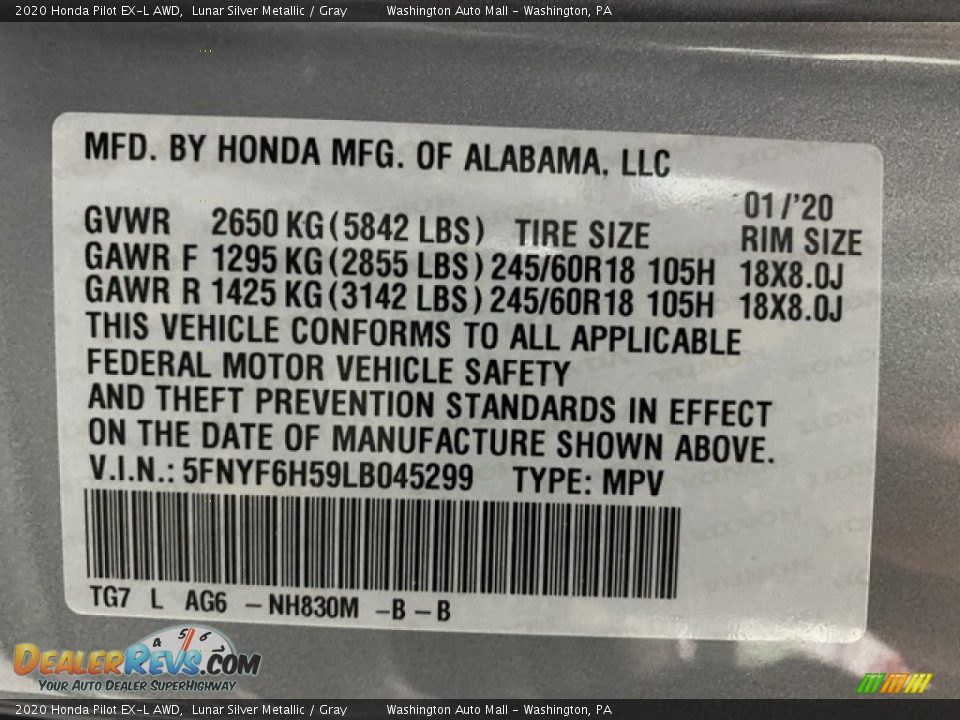 2020 Honda Pilot EX-L AWD, Lunar Silver Metallic / Gray Washington Auto Mall - Washington, PA
MFD. BY HONDA MFG. OF ALABAMA, LLC
01/'20
GVWR 2650 KG (5842 LBS) TIRE SIZE RIM SIZE
GAWR F 1295 KG (2855 LBS) 245/60R18 105H 18X8.0J
GAWR R 1425 KG (3142 LBS) 245/60R18 105H 18X8.0J
THIS VEHICLE CONFORMS TO ALL APPLICABLE
FEDERAL MOTOR VEHICLE SAFETY
AND THEFT PREVENTION STANDARDS IN EFFECT
ON THE DATE OF MANUFACTURE SHOWN ABOVE.
V.I.N.: 5FNYF6H59LB045299 TYPE: MPV
TG7 L AG6 - NH830M - B - B
4 5 6
DEALERREVS.COM
YOUR AUTO DEALER SUPERHIGHWAY
2020 Honda Pilot EX-L AWD, Lunar Silver Metallic / Gray Washington Auto Mall - Washington, PA